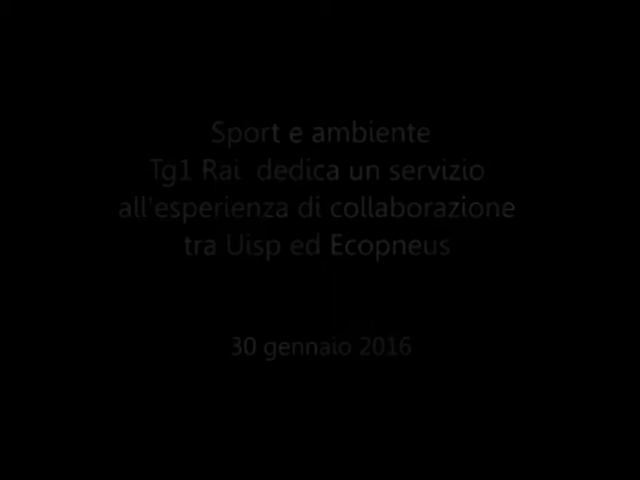 Sport e ambiente
Tg1 Rai dedica un servizio
all'esperienza di collaborazione
tra Uisp ed Ecopneus
30 gennaio 2016